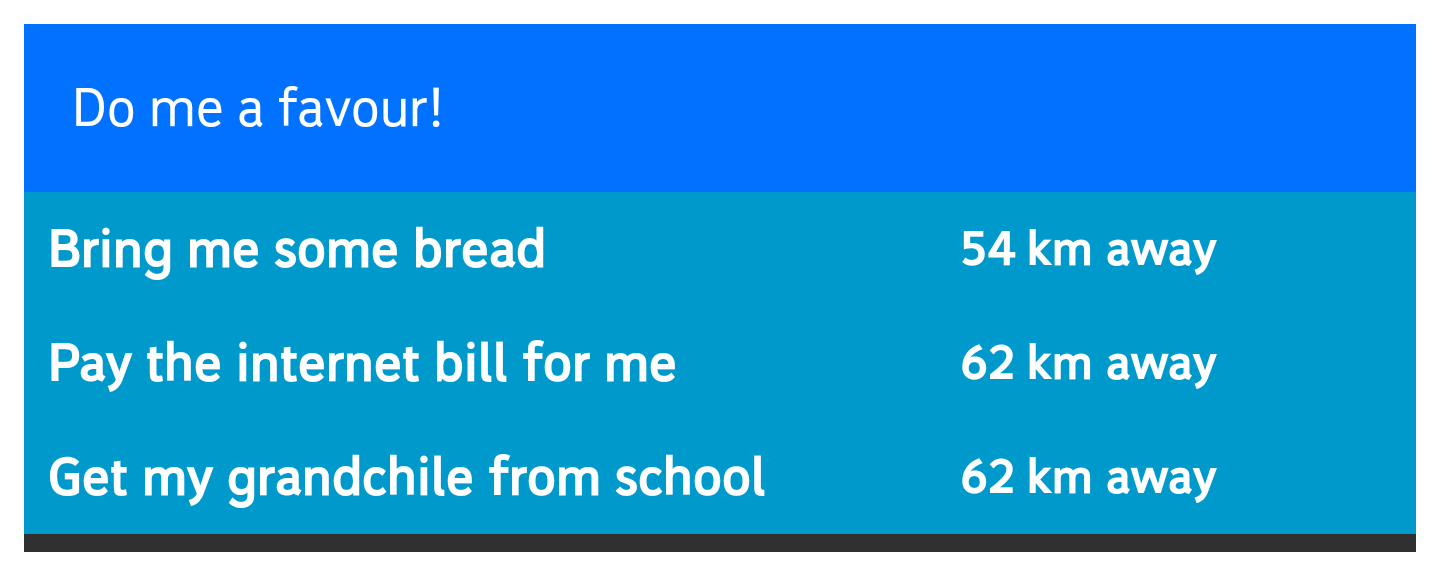 Do me a favour!
Bring me some bread 54 km away
Pay the internet bill for me 62 km away
Get my grandchile from school 62 km away